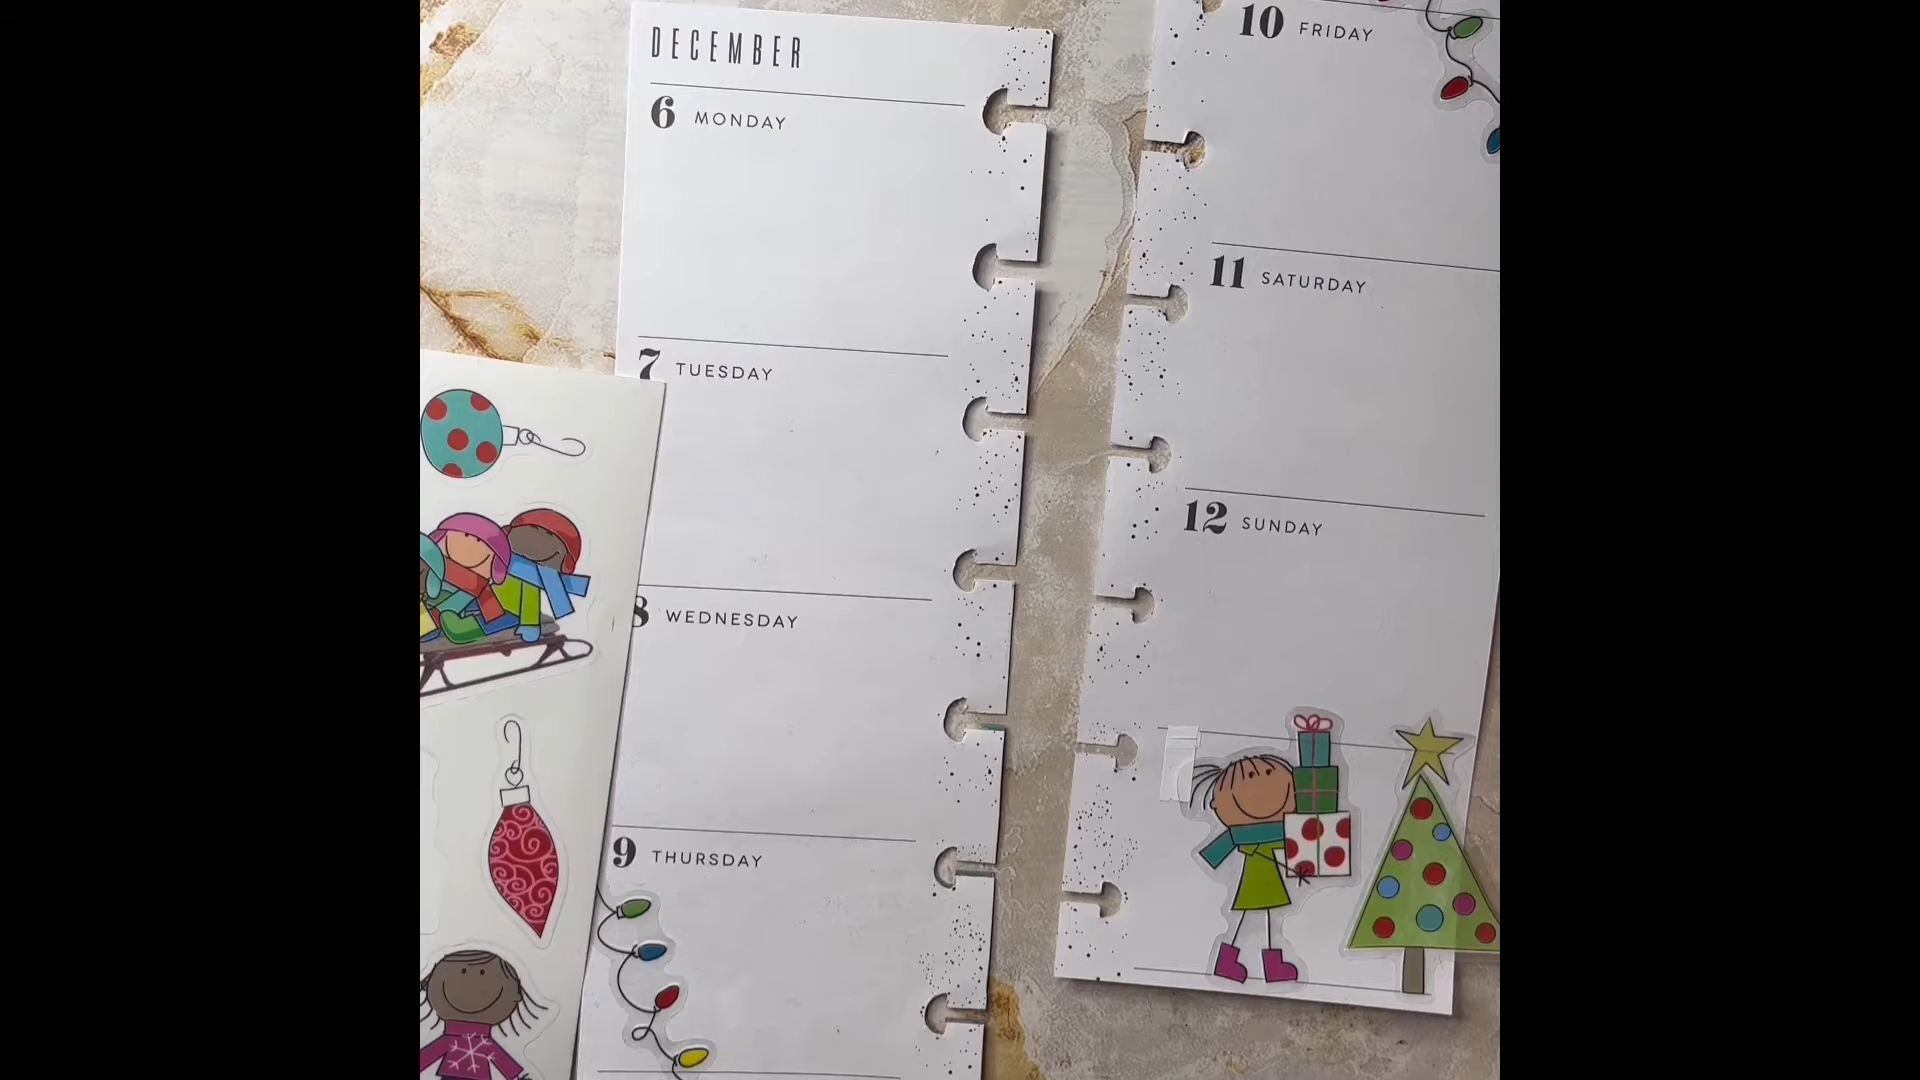 DECEMBER
6 MONDAY
7 TUESDAY
8 WEDNESDAY
9 THURSDAY
10 FRIDAY
11 SATURDAY
12 SUNDAY